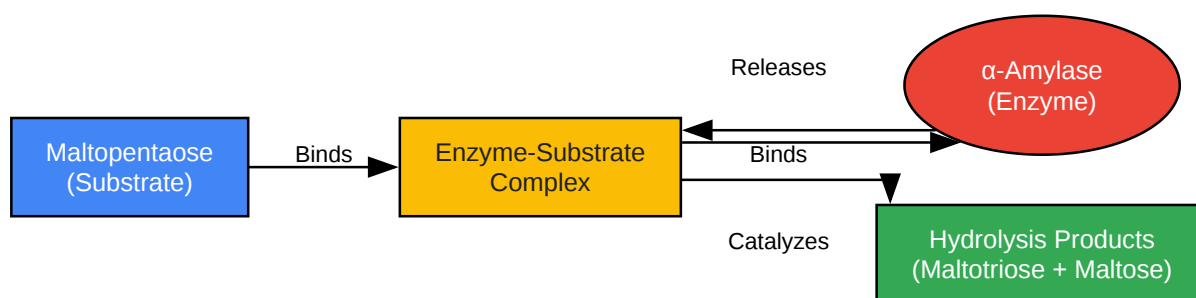 Releases
α-Amylase
(Enzyme)
Maltopentaose
(Substrate)
Binds
Enzyme-Substrate
Complex
Binds
Catalyzes
Hydrolysis Products
(Maltotriose + Maltose)